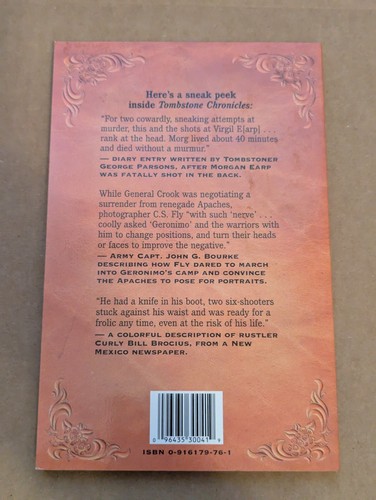 Here's a sneak peek
inside Tombstone Chronicles:
"For two cowardly, sneaking attempts at
murder, this and the shots at Virgil E[arp] . . .
rank at the head. Morg lived about 40 minutes
and died without a murmur."
— DIARY ENTRY WRITTEN BY TOMBSTONER
GEORGE PARSONS, AFTER MORGAN EARP
WAS FATALLY SHOT IN THE BACK.
While General Crook was negotiating a
surrender from renegade Apaches,
photographer C.S. Fly "with such 'nerve' . . .
coolly asked 'Geronimo' and the warriors with
him to change positions, and turn their heads
or faces to improve the negative."
— ARMY CAPT. JOHN G. BOURKE
DESCRIBING HOW FLY DARED TO MARCH
INTO GERONIMO'S CAMP AND CONVINCE
THE APACHES TO POSE FOR PORTRAITS.
"He had a knife in his boot, two six-shooters
stuck against his waist and was ready for a
frolic any time, even at the risk of his life."
— A COLORFUL DESCRIPTION OF RUSTLER
CURLY BILL BROCIUS, FROM A NEW
MEXICO NEWSPAPER.
0 96435 30041 9
ISBN 0-916179-76-1